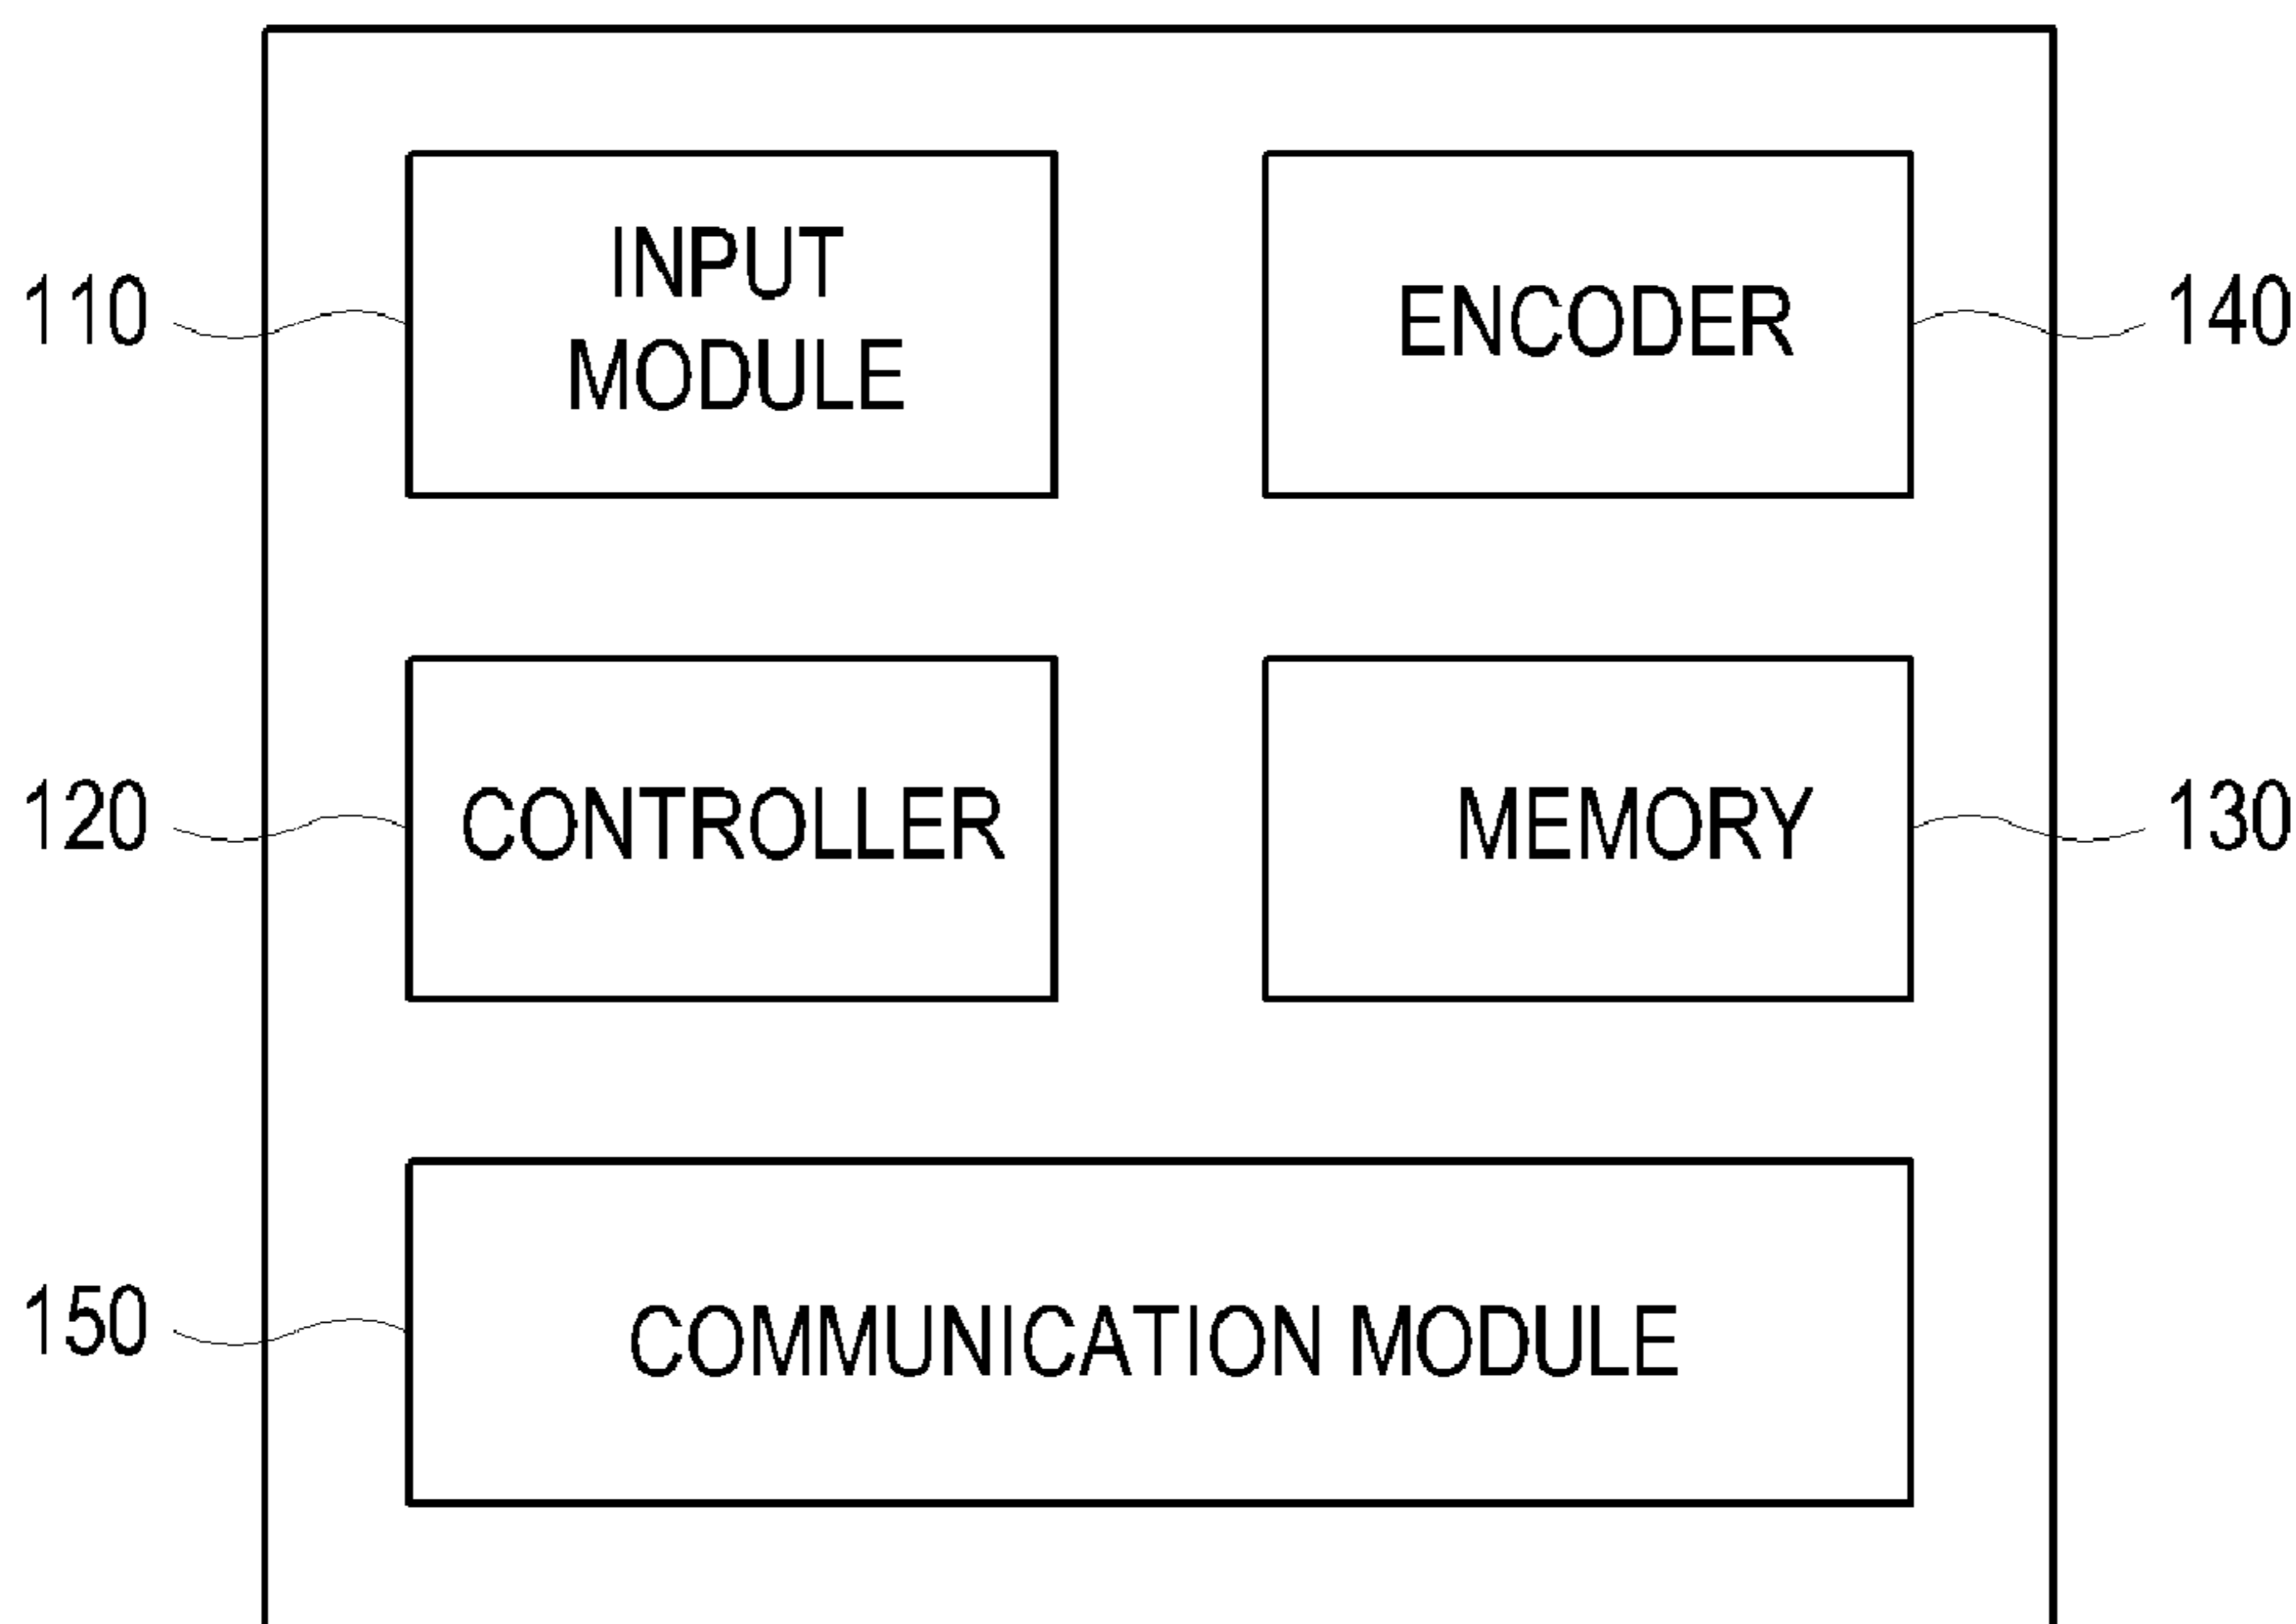 INPUT
MODULE
110
ENCODER
140
120
CONTROLLER
MEMORY
130
150
COMMUNICATION MODULE